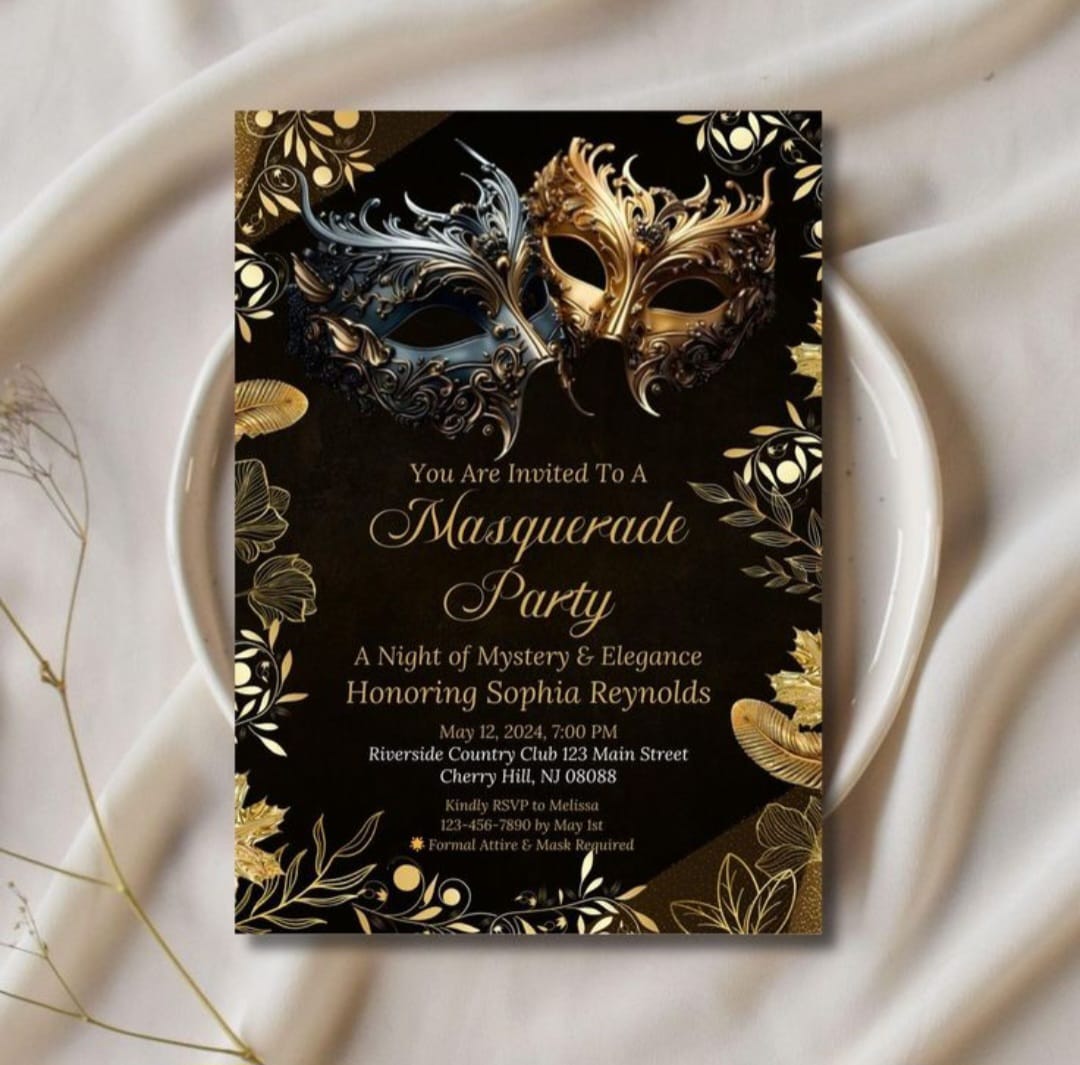 You Are Invited To A
Masquerade
Party
A Night of Mystery & Elegance
Honoring Sophia Reynolds
May 12, 2024, 7:00 PM
Riverside Country Club 123 Main Street
Cherry Hill, NJ 08088
Kindly RSVP to Melissa
123-456-7890 by May 1st
🌟 Formal Attire & Mask Required